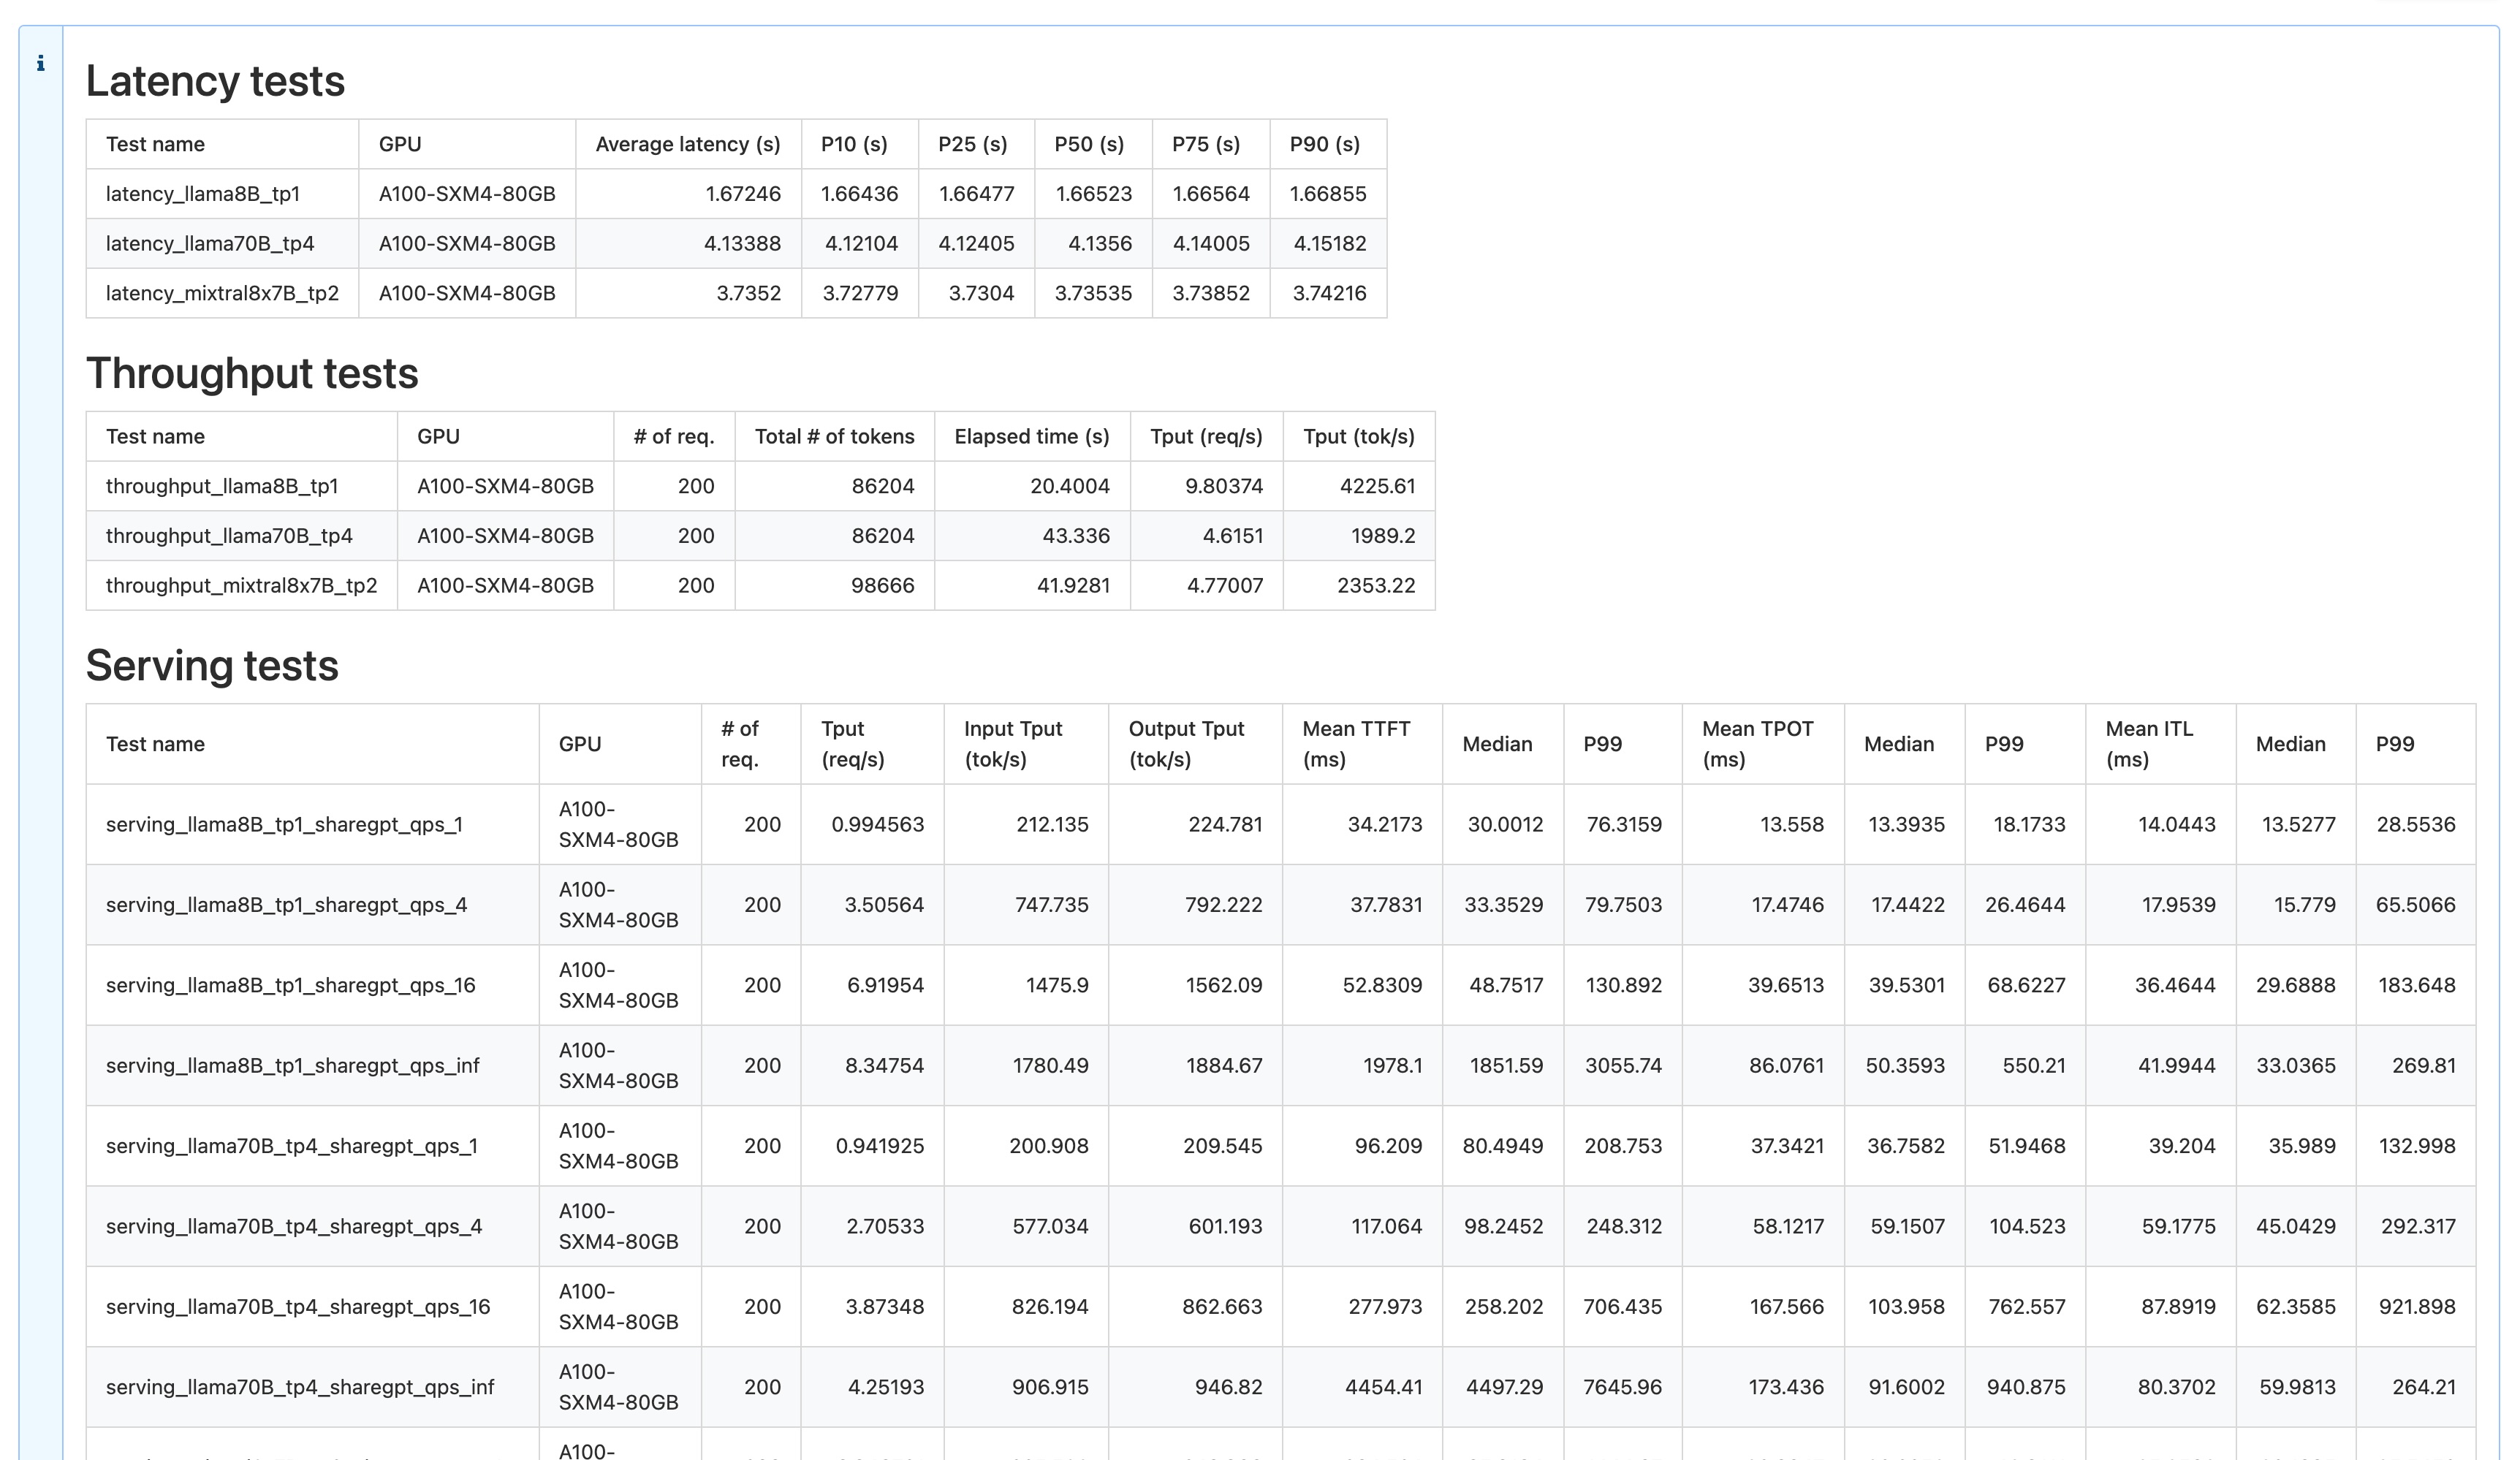 Latency tests
Test name GPU Average latency (s) P10 (s) P25 (s) P50 (s) P75 (s) P90 (s)
latency_llama8B_tp1 A100-SXM4-80GB 1.67246 1.66436 1.66477 1.66523 1.66564 1.66855
latency_llama70B_tp4 A100-SXM4-80GB 4.13388 4.12104 4.12405 4.1356 4.14005 4.15182
latency_mixtral8x7B_tp2 A100-SXM4-80GB 3.7352 3.72779 3.7304 3.73535 3.73852 3.74216
Throughput tests
Test name GPU # of req. Total # of tokens Elapsed time (s) Tput (req/s) Tput (tok/s)
throughput_llama8B_tp1 A100-SXM4-80GB 200 86204 20.4004 9.80374 4225.61
throughput_llama70B_tp4 A100-SXM4-80GB 200 86204 43.336 4.6151 1989.2
throughput_mixtral8x7B_tp2 A100-SXM4-80GB 200 98666 41.9281 4.77007 2353.22
Serving tests
Test name GPU # of req. Tput (req/s) Input Tput (tok/s) Output Tput (tok/s) Mean TTFT (ms) Median P99 Mean TPOT (ms) Median P99 Mean ITL (ms) Median P99
serving_llama8B_tp1_sharegpt_qps_1 A100-SXM4-80GB 200 0.994563 212.135 224.781 34.2173 30.0012 76.3159 13.558 13.3935 18.1733 14.0443 13.5277 28.5536
serving_llama8B_tp1_sharegpt_qps_4 A100-SXM4-80GB 200 3.50564 747.735 792.222 37.7831 33.3529 79.7503 17.4746 17.4422 26.4644 17.9539 15.779 65.5066
serving_llama8B_tp1_sharegpt_qps_16 A100-SXM4-80GB 200 6.91954 1475.9 1562.09 52.8309 48.7517 130.892 39.6513 39.5301 68.6227 36.4644 29.6888 183.648
serving_llama8B_tp1_sharegpt_qps_inf A100-SXM4-80GB 200 8.34754 1780.49 1884.67 1978.1 1851.59 3055.74 86.0761 50.3593 550.21 41.9944 33.0365 269.81
serving_llama70B_tp4_sharegpt_qps_1 A100-SXM4-80GB 200 0.941925 200.908 209.545 96.209 80.4949 208.753 37.3421 36.7582 51.9468 39.204 35.989 132.998
serving_llama70B_tp4_sharegpt_qps_4 A100-SXM4-80GB 200 2.70533 577.034 601.193 117.064 98.2452 248.312 58.1217 59.1507 104.523 59.1775 45.0429 292.317
serving_llama70B_tp4_sharegpt_qps_16 A100-SXM4-80GB 200 3.87348 826.194 862.663 277.973 258.202 706.435 167.566 103.958 762.557 87.8919 62.3585 921.898
serving_llama70B_tp4_sharegpt_qps_inf A100-SXM4-80GB 200 4.25193 906.915 946.82 4454.41 4497.29 7645.96 173.436 91.6002 940.875 80.3702 59.9813 264.21
A100-